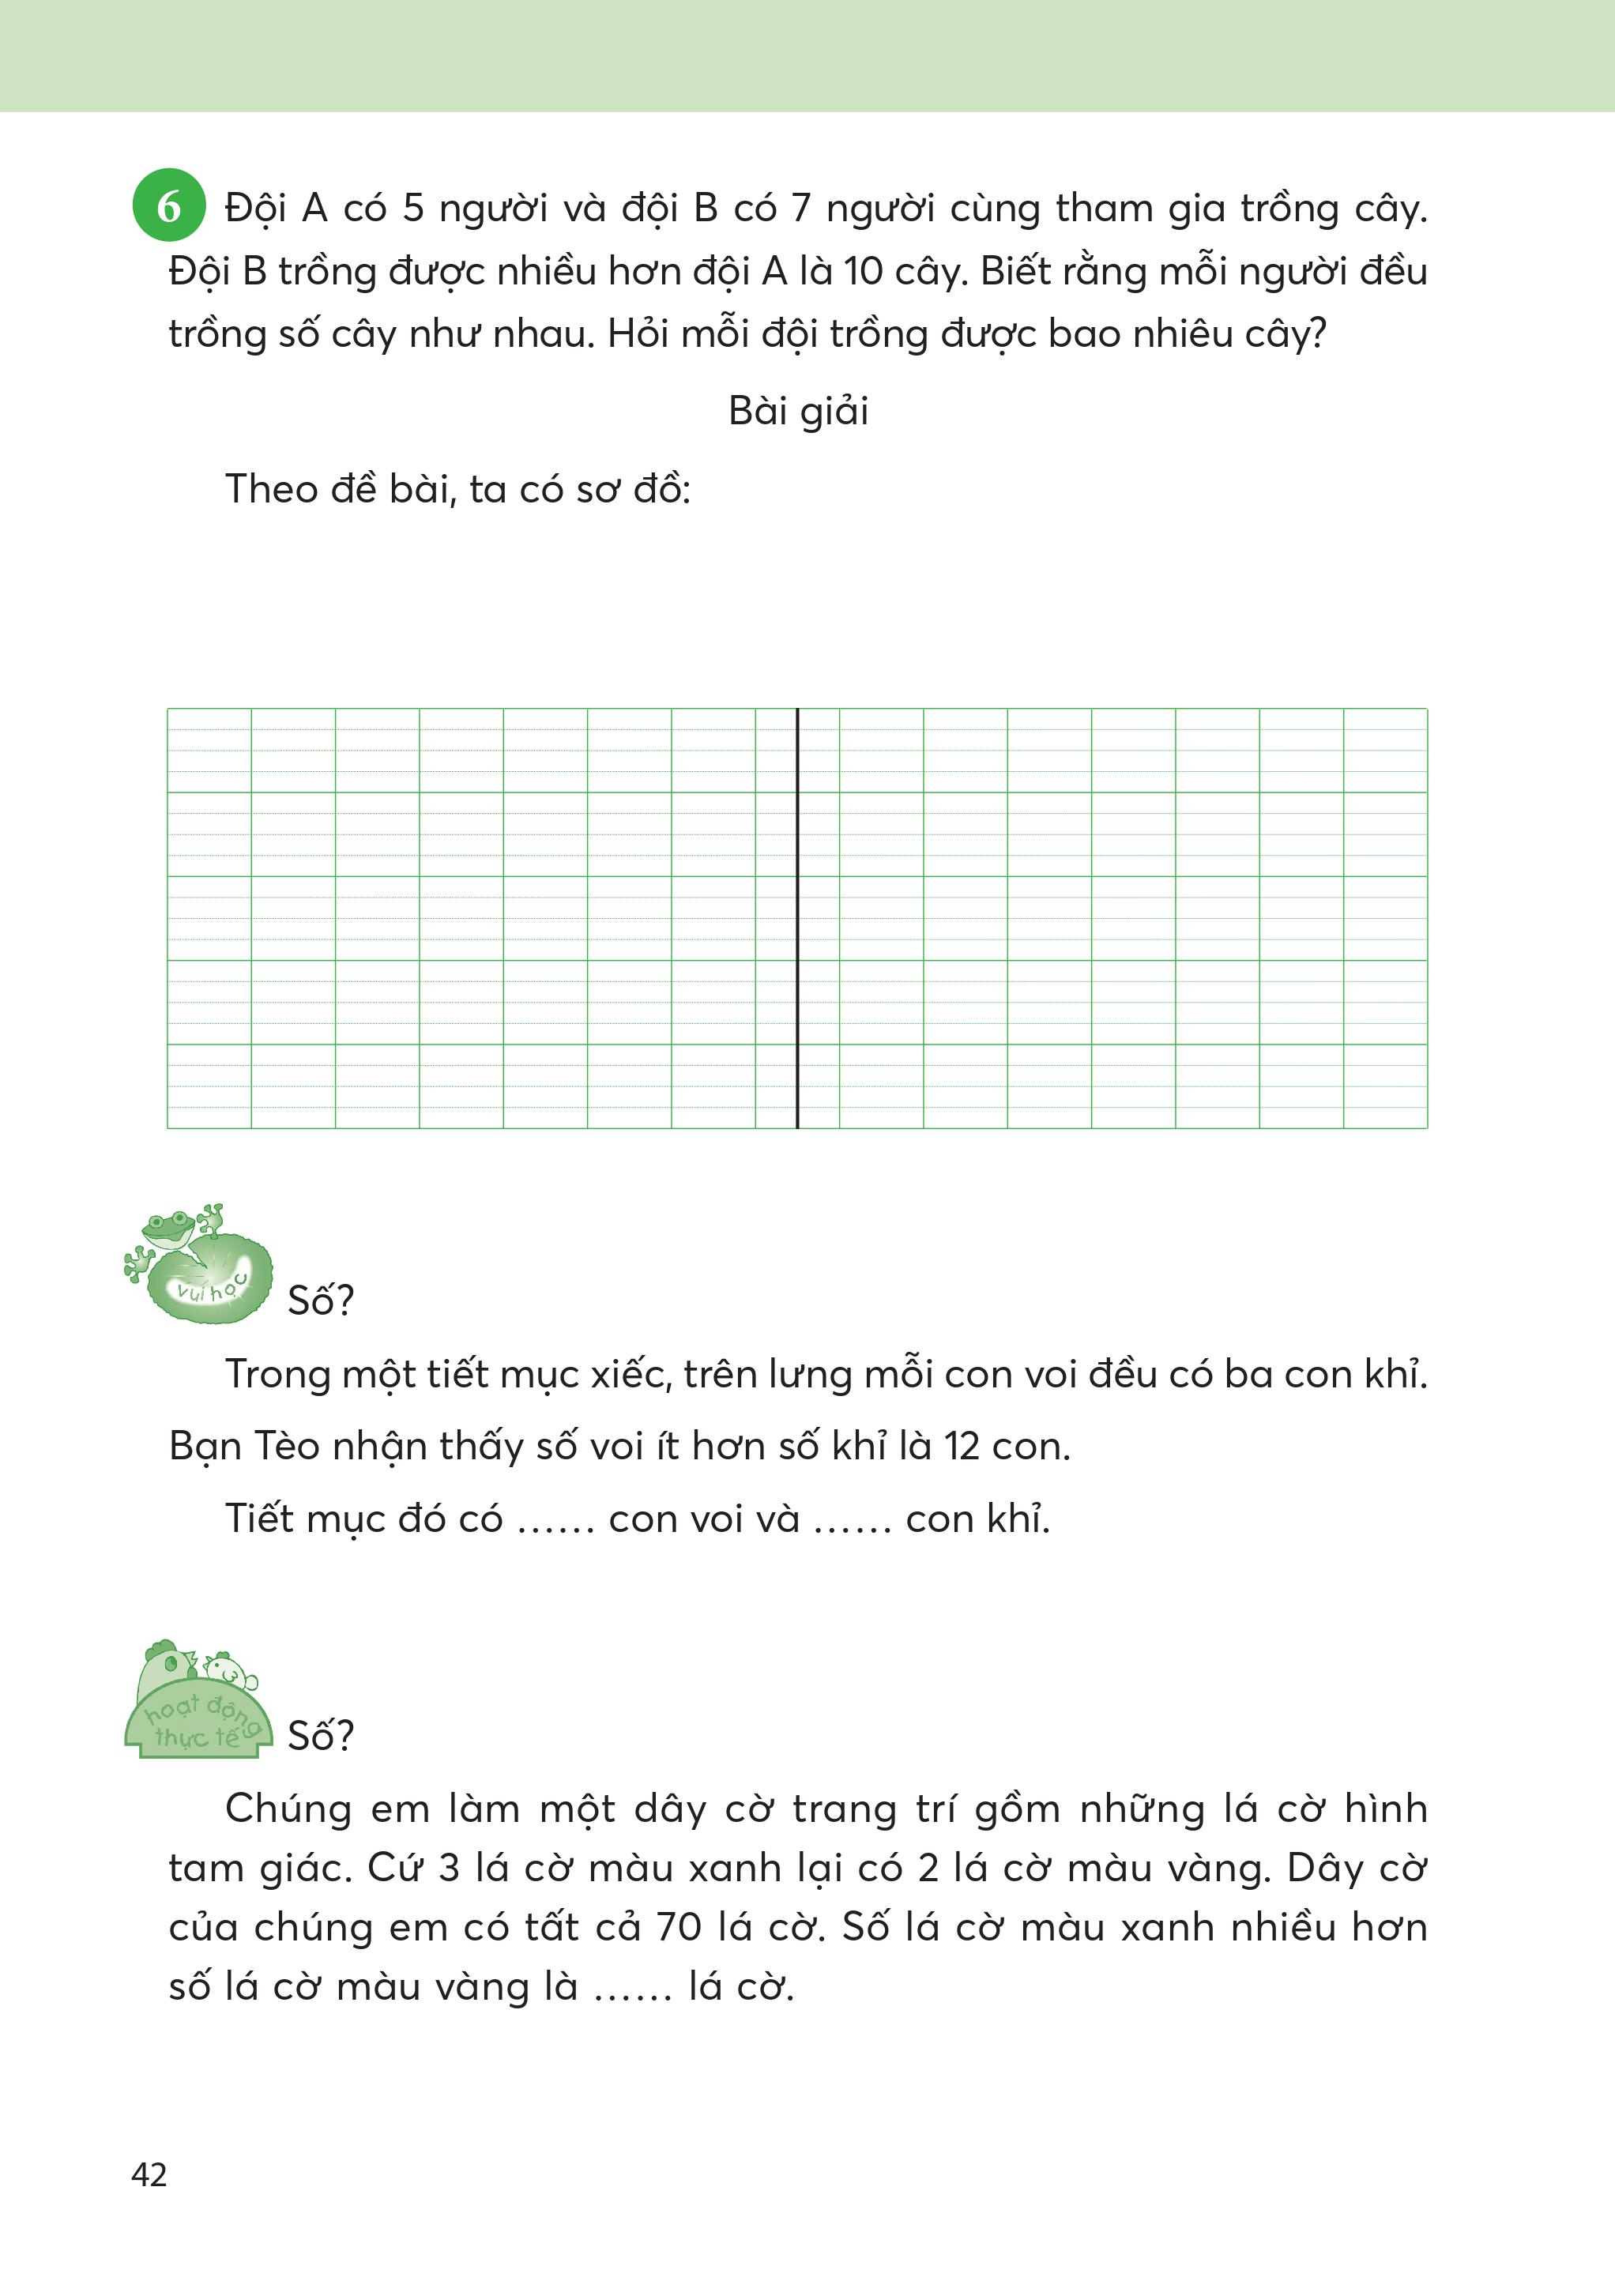 6 Đội A có 5 người và đội B có 7 người cùng tham gia trồng cây.
Đội B trồng được nhiều hơn đội A là 10 cây. Biết rằng mỗi người đều
trồng số cây như nhau. Hỏi mỗi đội trồng được bao nhiêu cây?
Bài giải
Theo đề bài, ta có sơ đồ:
vui học
Số?
Trong một tiết mục xiếc, trên lưng mỗi con voi đều có ba con khỉ.
Bạn Tèo nhận thấy số voi ít hơn số khỉ là 12 con.
Tiết mục đó có ...... con voi và ...... con khỉ.
hoạt động
thực tế
Số?
Chúng em làm một dây cờ trang trí gồm những lá cờ hình
tam giác. Cứ 3 lá cờ màu xanh lại có 2 lá cờ màu vàng. Dây cờ
của chúng em có tất cả 70 lá cờ. Số lá cờ màu xanh nhiều hơn
số lá cờ màu vàng là ...... lá cờ.
42